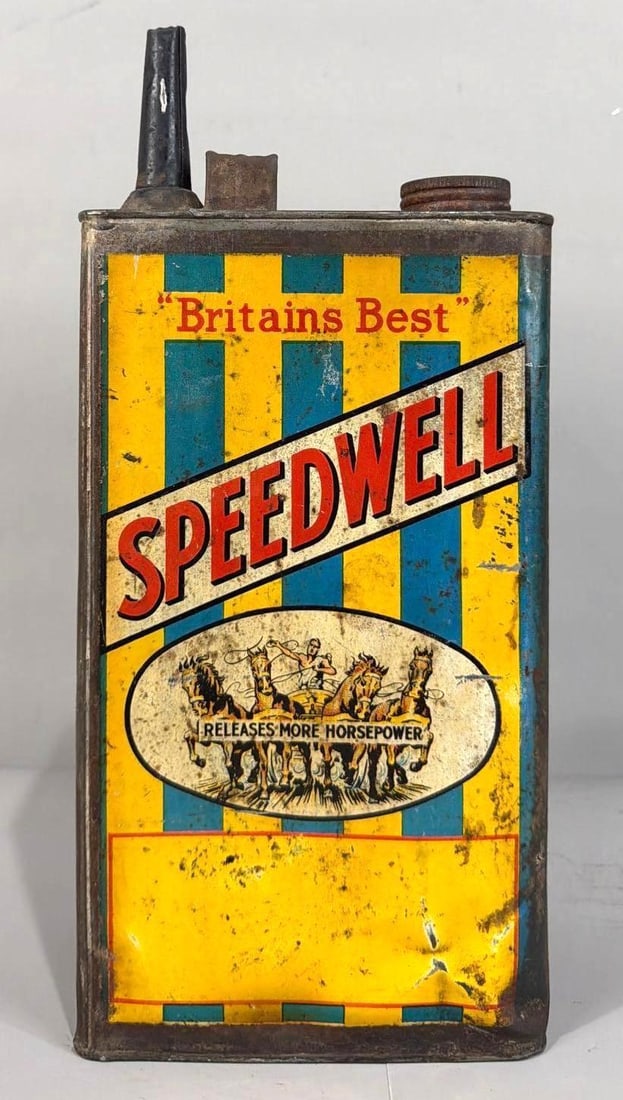 "Britains Best"
SPEEDWELL
RELEASES MORE HORSEPOWER